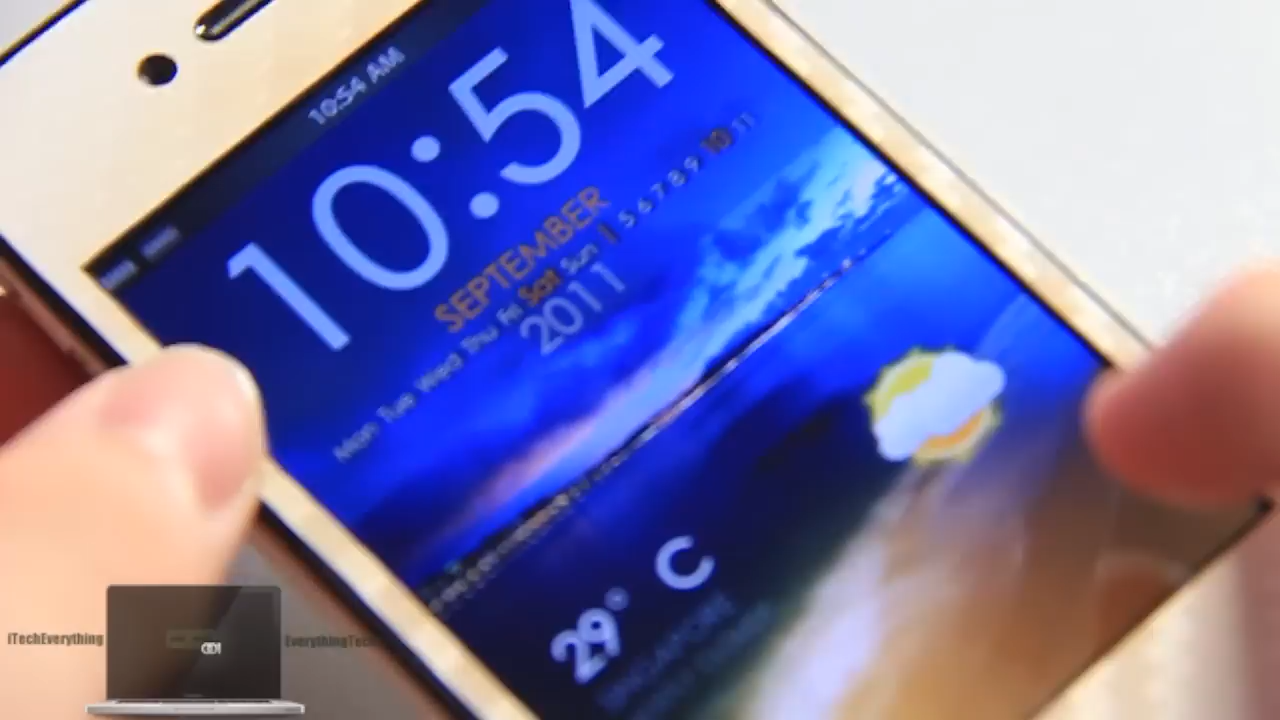 10:54 AM
10:54
SEPTEMBER
Mon Tue Wed Thu Fri Sat Sun 1 5 6 7 8 9 10 11
2011
29° C
SINGAPORE
iTechEverything
EverythingTech